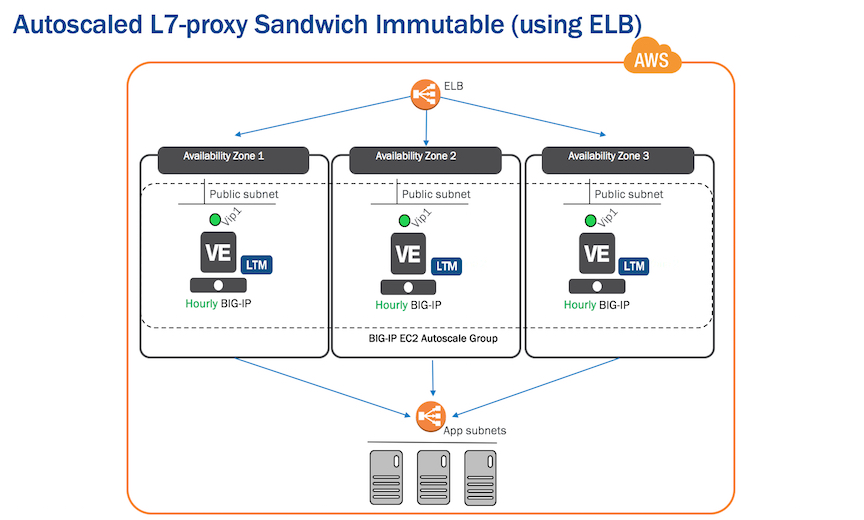 Autoscaled L7-proxy Sandwich Immutable (using ELB)
AWS
ELB
Availability Zone 1
Availability Zone 2
Availability Zone 3
Public subnet
Public subnet
Public subnet
Vip1
Vip1
Vip1
VE
LTM
VE
LTM
VE
LTM
Hourly BIG-IP
Hourly BIG-IP
Hourly BIG-IP
BIG-IP EC2 Autoscale Group
App subnets